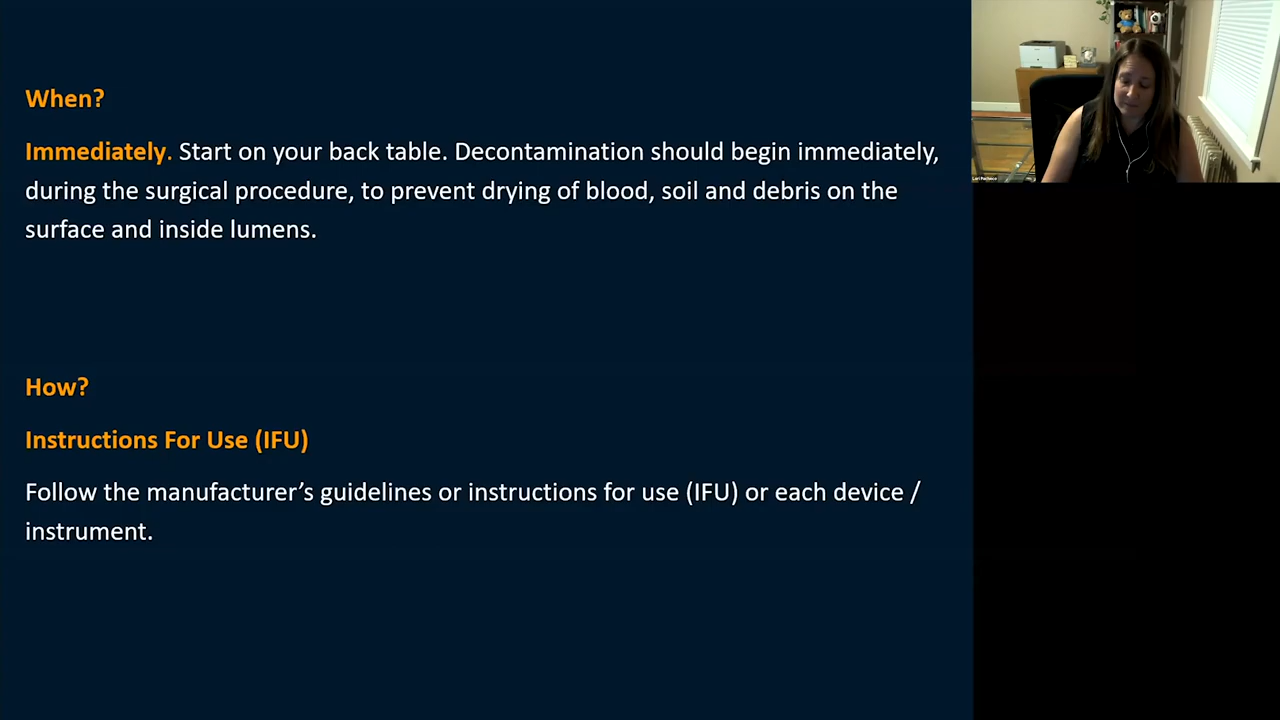 When?
Immediately. Start on your back table. Decontamination should begin immediately,
during the surgical procedure, to prevent drying of blood, soil and debris on the
surface and inside lumens.
How?
Instructions For Use (IFU)
Follow the manufacturer’s guidelines or instructions for use (IFU) or each device /
instrument.
Lori Pacheco